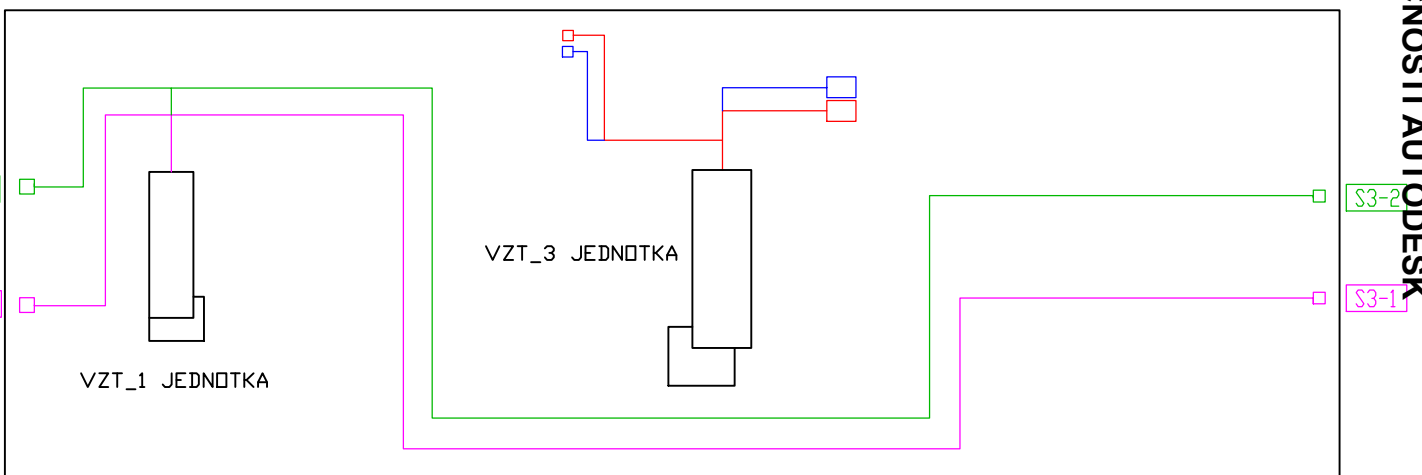 VZT_3 JEDNOTKA
VZT_1 JEDNOTKA
S3-2
S3-1
NOSTI AUTODESK